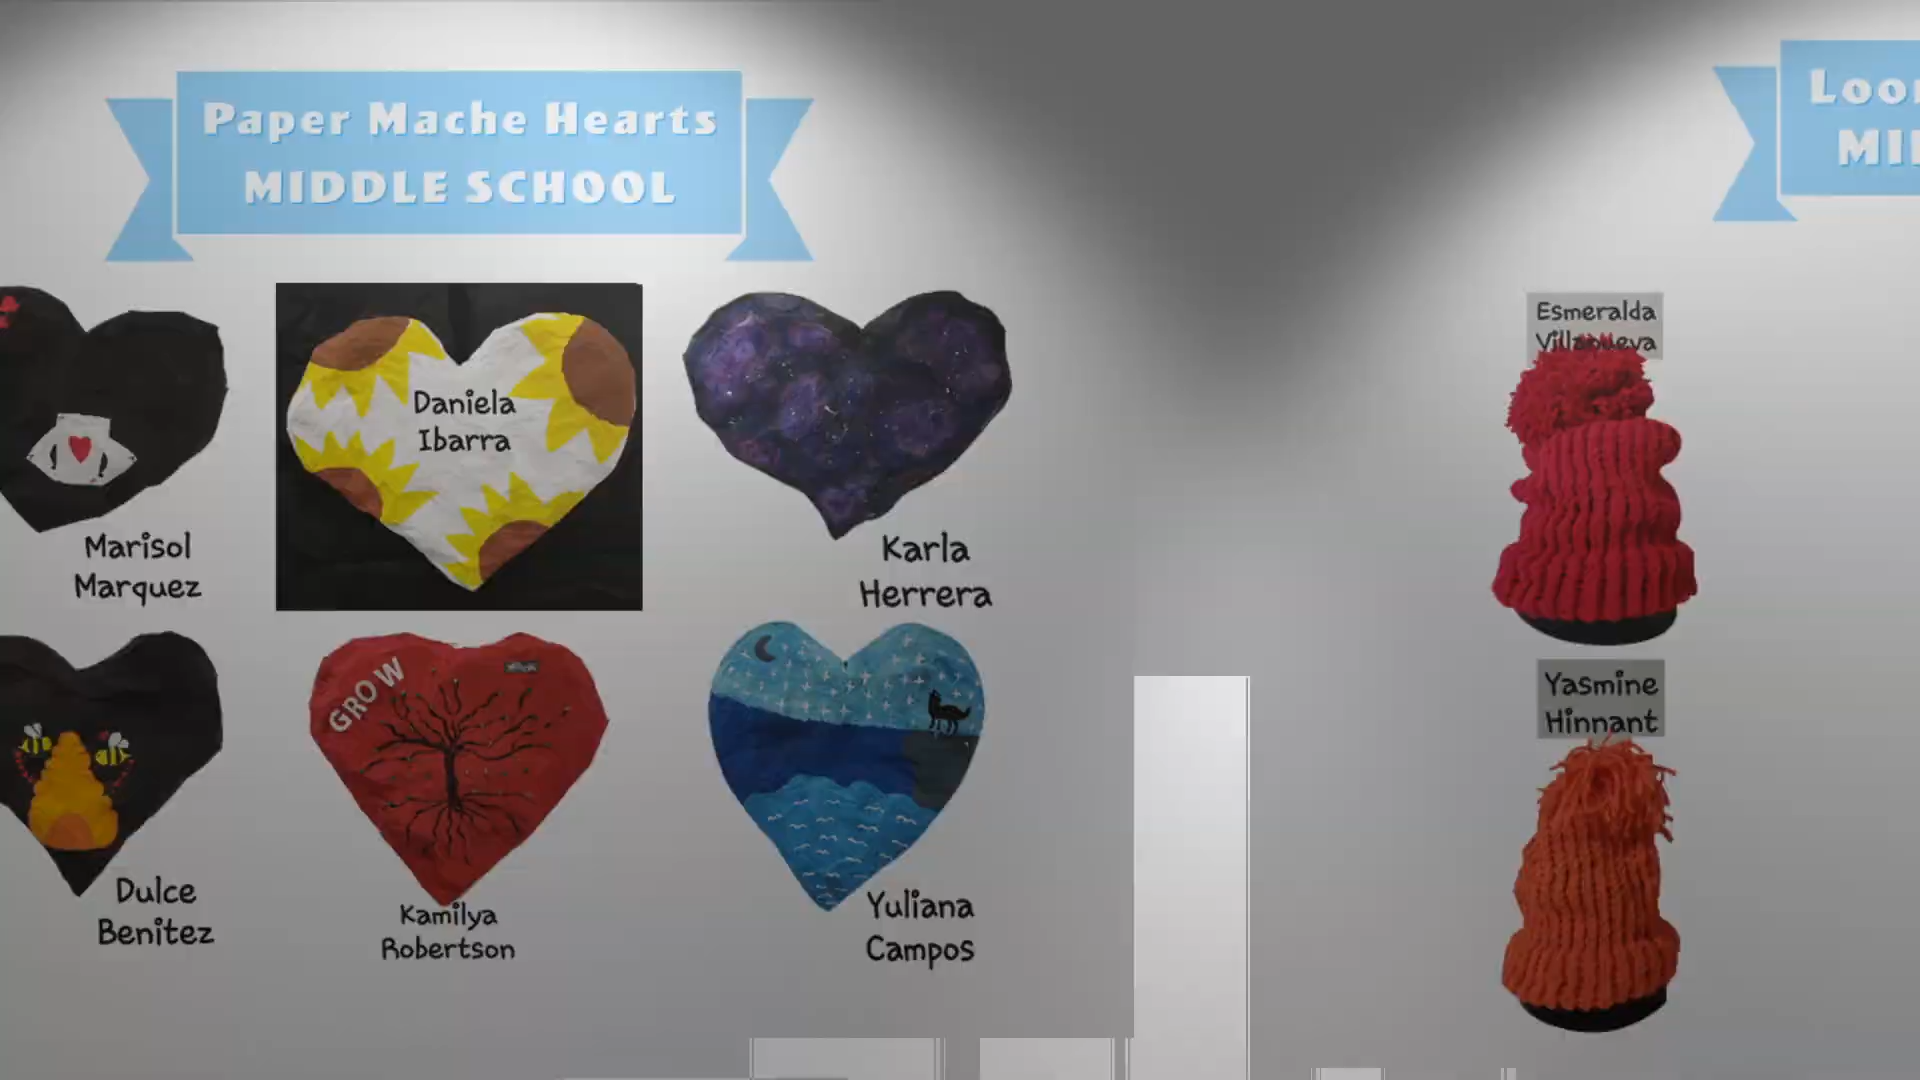 Paper Mache Hearts
MIDDLE SCHOOL
Daniela
Ibarra
Marisol
Marquez
Karla
Herrera
GROW
Dulce
Benitez
Kamilya
Robertson
Yuliana
Campos
Esmeralda
Villanueva
Yasmine
Hinnant